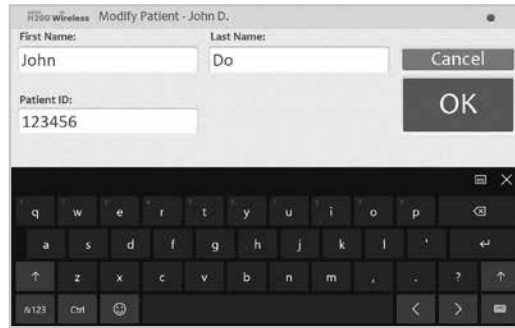 H200 Wireless Modify Patient - John D.
First Name: Last Name:
John Do Cancel
Patient ID: OK
123456
q w e r t y u i o p
a s d f g h j k l '
z x c v b n m , . ?
&123 Ctrl